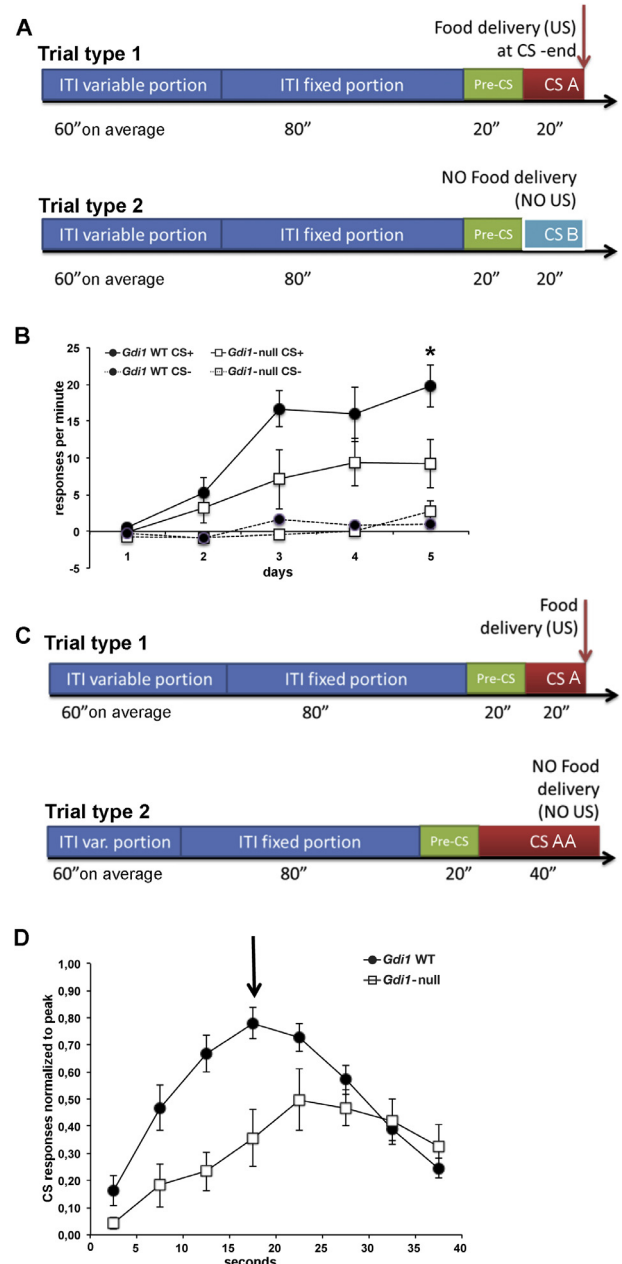 A
Food delivery (US)
at CS -end
Trial type 1
ITI variable portion ITI fixed portion Pre-CS CS A
60”on average 80” 20” 20”
NO Food delivery
(NO US)
Trial type 2
ITI variable portion ITI fixed portion Pre-CS CS B
60”on average 80” 20” 20”
B
25
20
15
10
5
0
-5
responses per minute
Gdi1 WT CS+ Gdi1-null CS+
Gdi1 WT CS- Gdi1-null CS-
*
1 2 3 4 5
days
C
Food
delivery (US)
Trial type 1
ITI variable portion ITI fixed portion Pre-CS CS A
60”on average 80” 20” 20”
NO Food
delivery
(NO US)
Trial type 2
ITI var. portion ITI fixed portion Pre-CS CS AA
60”on average 80” 20” 40”
D
1,00
0,90
0,80
0,70
0,60
0,50
0,40
0,30
0,20
0,10
0,00
CS responses normalized to peak
Gdi1 WT
Gdi1-null
0 5 10 15 20 25 30 35 40
seconds